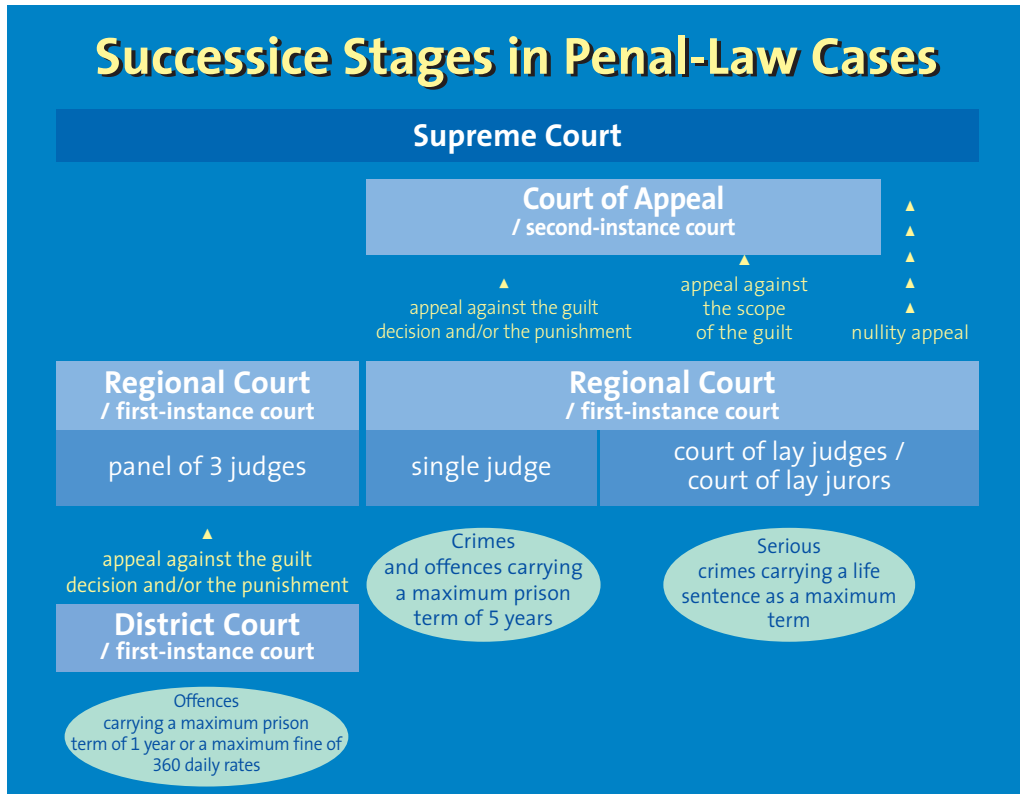 Successice Stages in Penal-Law Cases
Supreme Court
Court of Appeal
/ second-instance court
appeal against the guilt
decision and/or the punishment
appeal against
the scope
of the guilt
nullity appeal
Regional Court
/ first-instance court
panel of 3 judges
Regional Court
/ first-instance court
single judge
court of lay judges /
court of lay jurors
appeal against the guilt
decision and/or the punishment
Crimes
and offences carrying
a maximum prison
term of 5 years
Serious
crimes carrying a life
sentence as a maximum
term
District Court
/ first-instance court
Offences
carrying a maximum prison
term of 1 year or a maximum fine of
360 daily rates